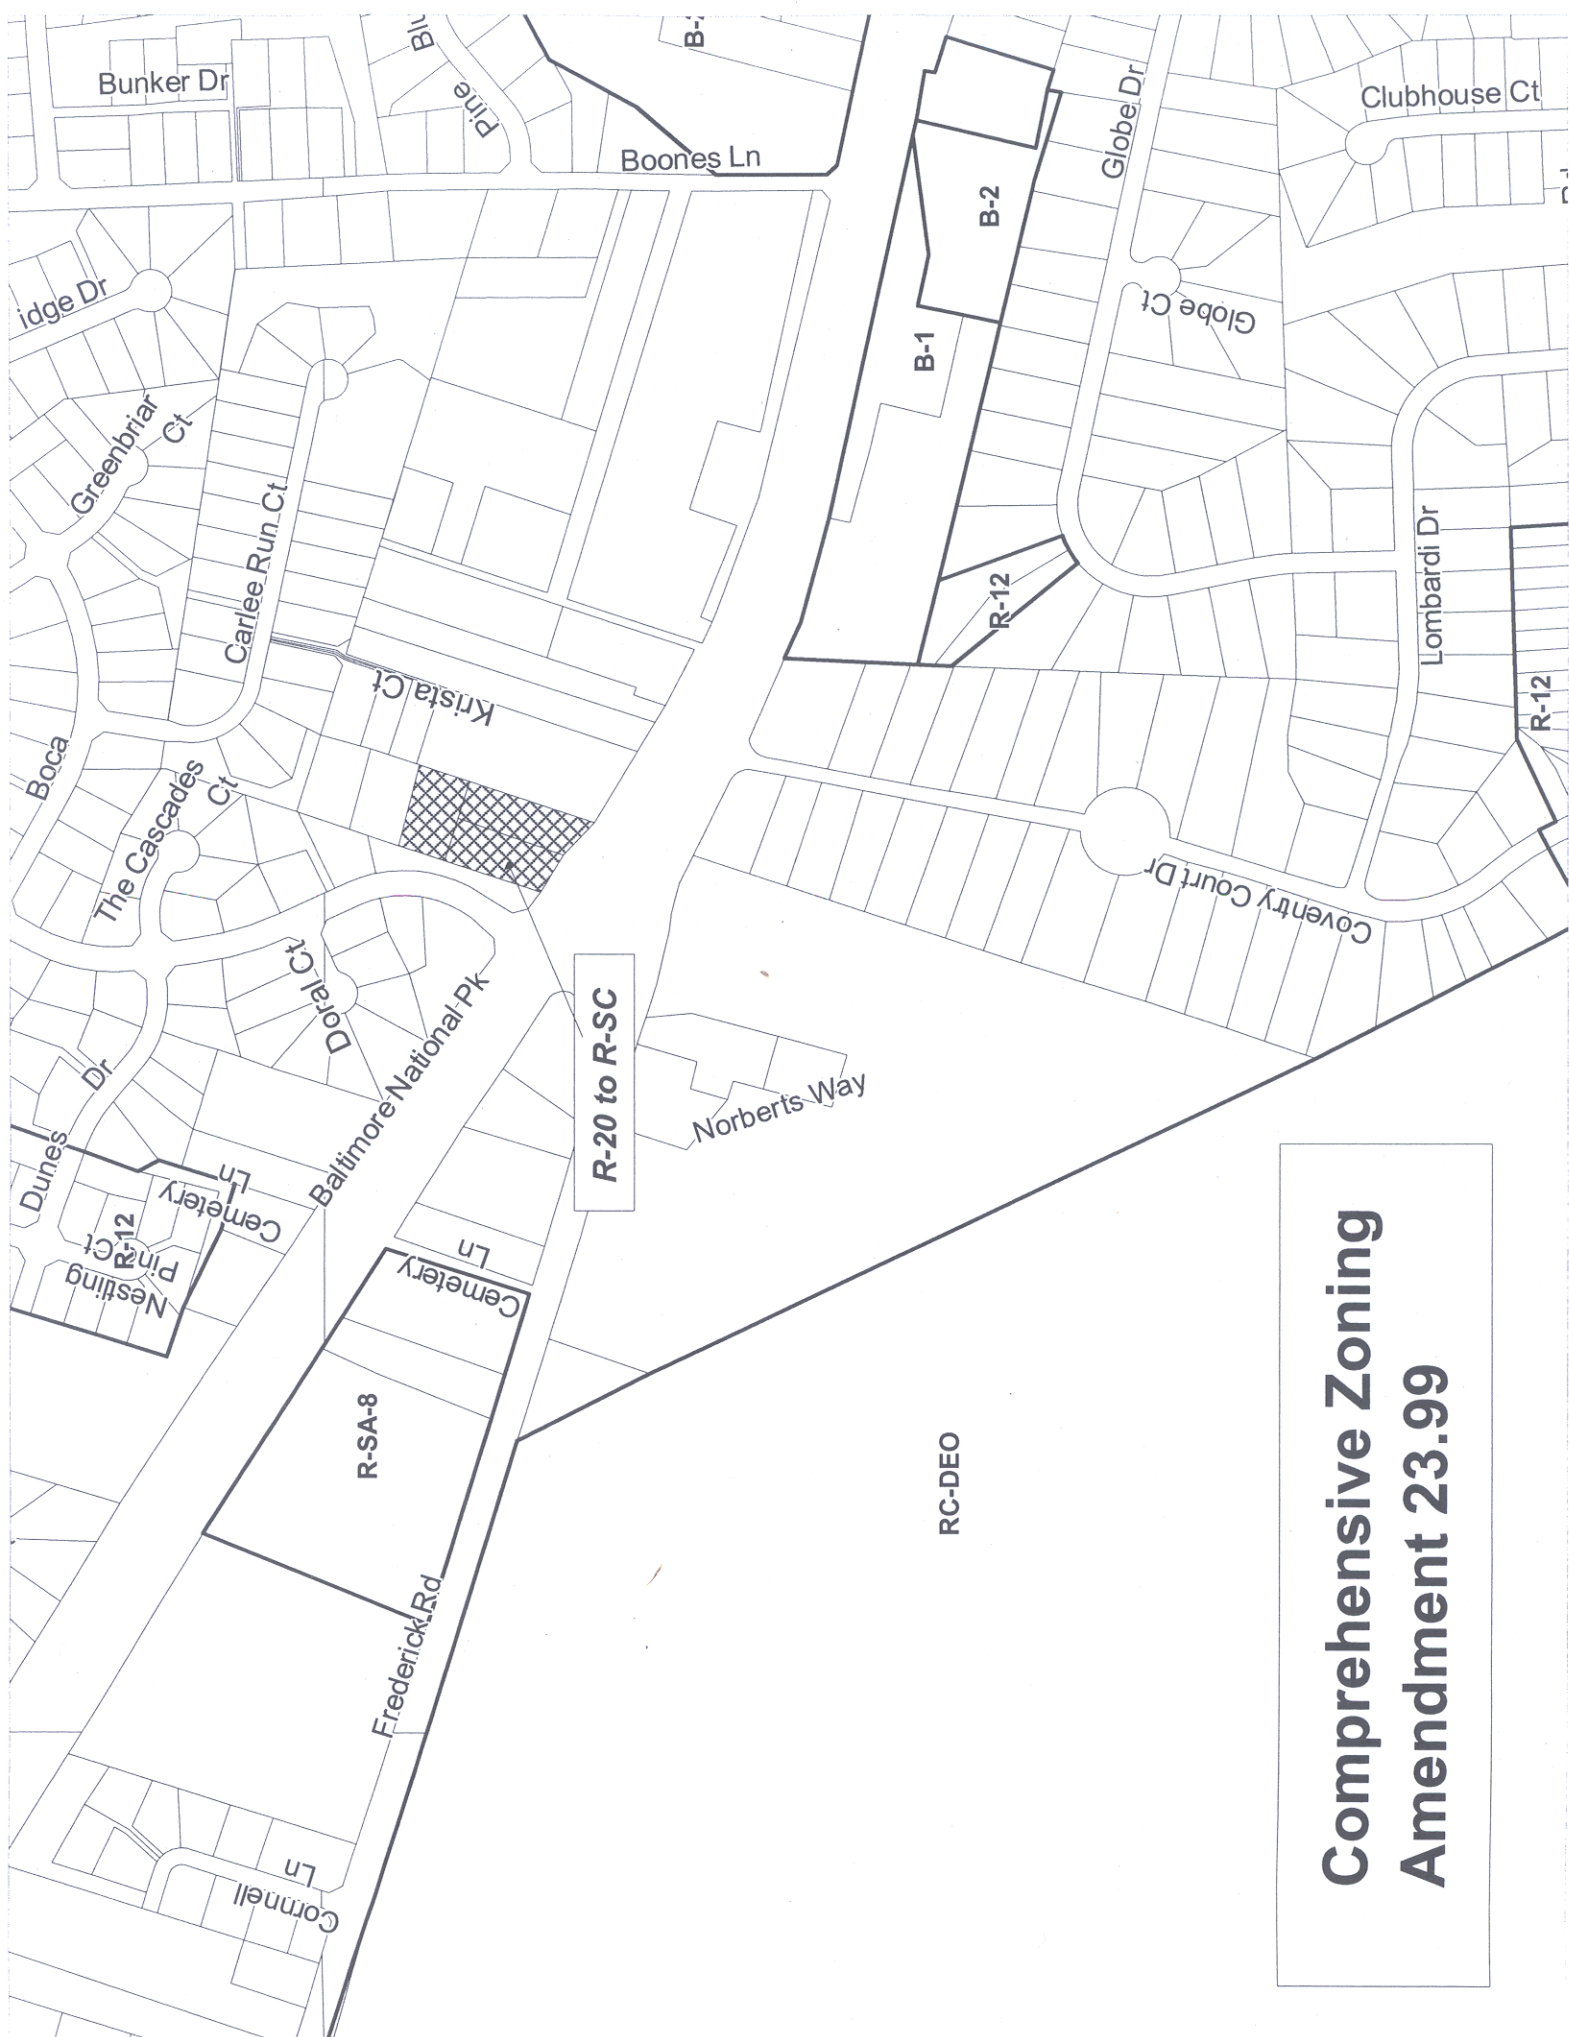 Bunker Dr
Pine
Boones Ln
B-2
Globe Dr
Clubhouse Ct
idge Dr
Globe Ct
B-1
Greenbriar
Ct
Carlee Run Ct
Lombardi Dr
R-12
Krista Ct
R-12
Boca
The Cascades
Ct
Coventry Court Dr
Doral Ct
Baltimore National Pk
R-20 to R-SC
Norberts Way
Dunes
Dr
Cemetery
Ln
R-12
Nestling
Pine Ct
Cemetery
Ln
R-SA-8
RC-DEO
Frederick Rd
Cornnell
Ln
Comprehensive Zoning
Amendment 23.99